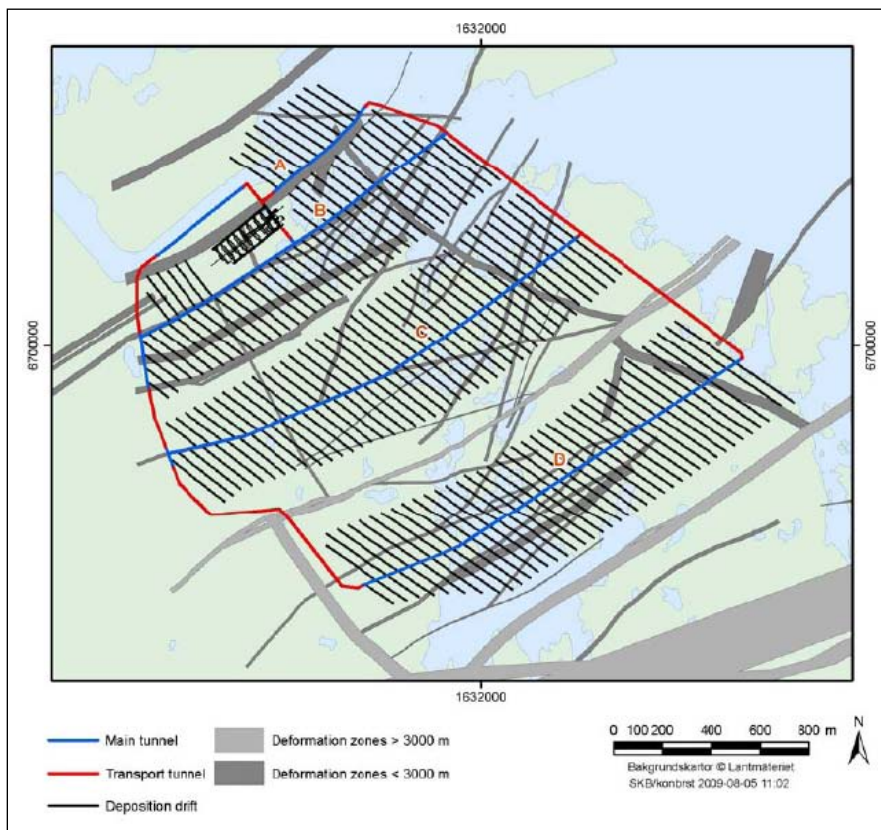 1632000
A
B
6700000
C
6700000
D
1632000
Main tunnel
Deformation zones > 3000 m
0 100 200 400 600 800 m
N
Transport tunnel
Deformation zones < 3000 m
Bakgrundskartor © Lantmäteriet
SKB/konbrst 2009-08-05 11:02
Deposition drift